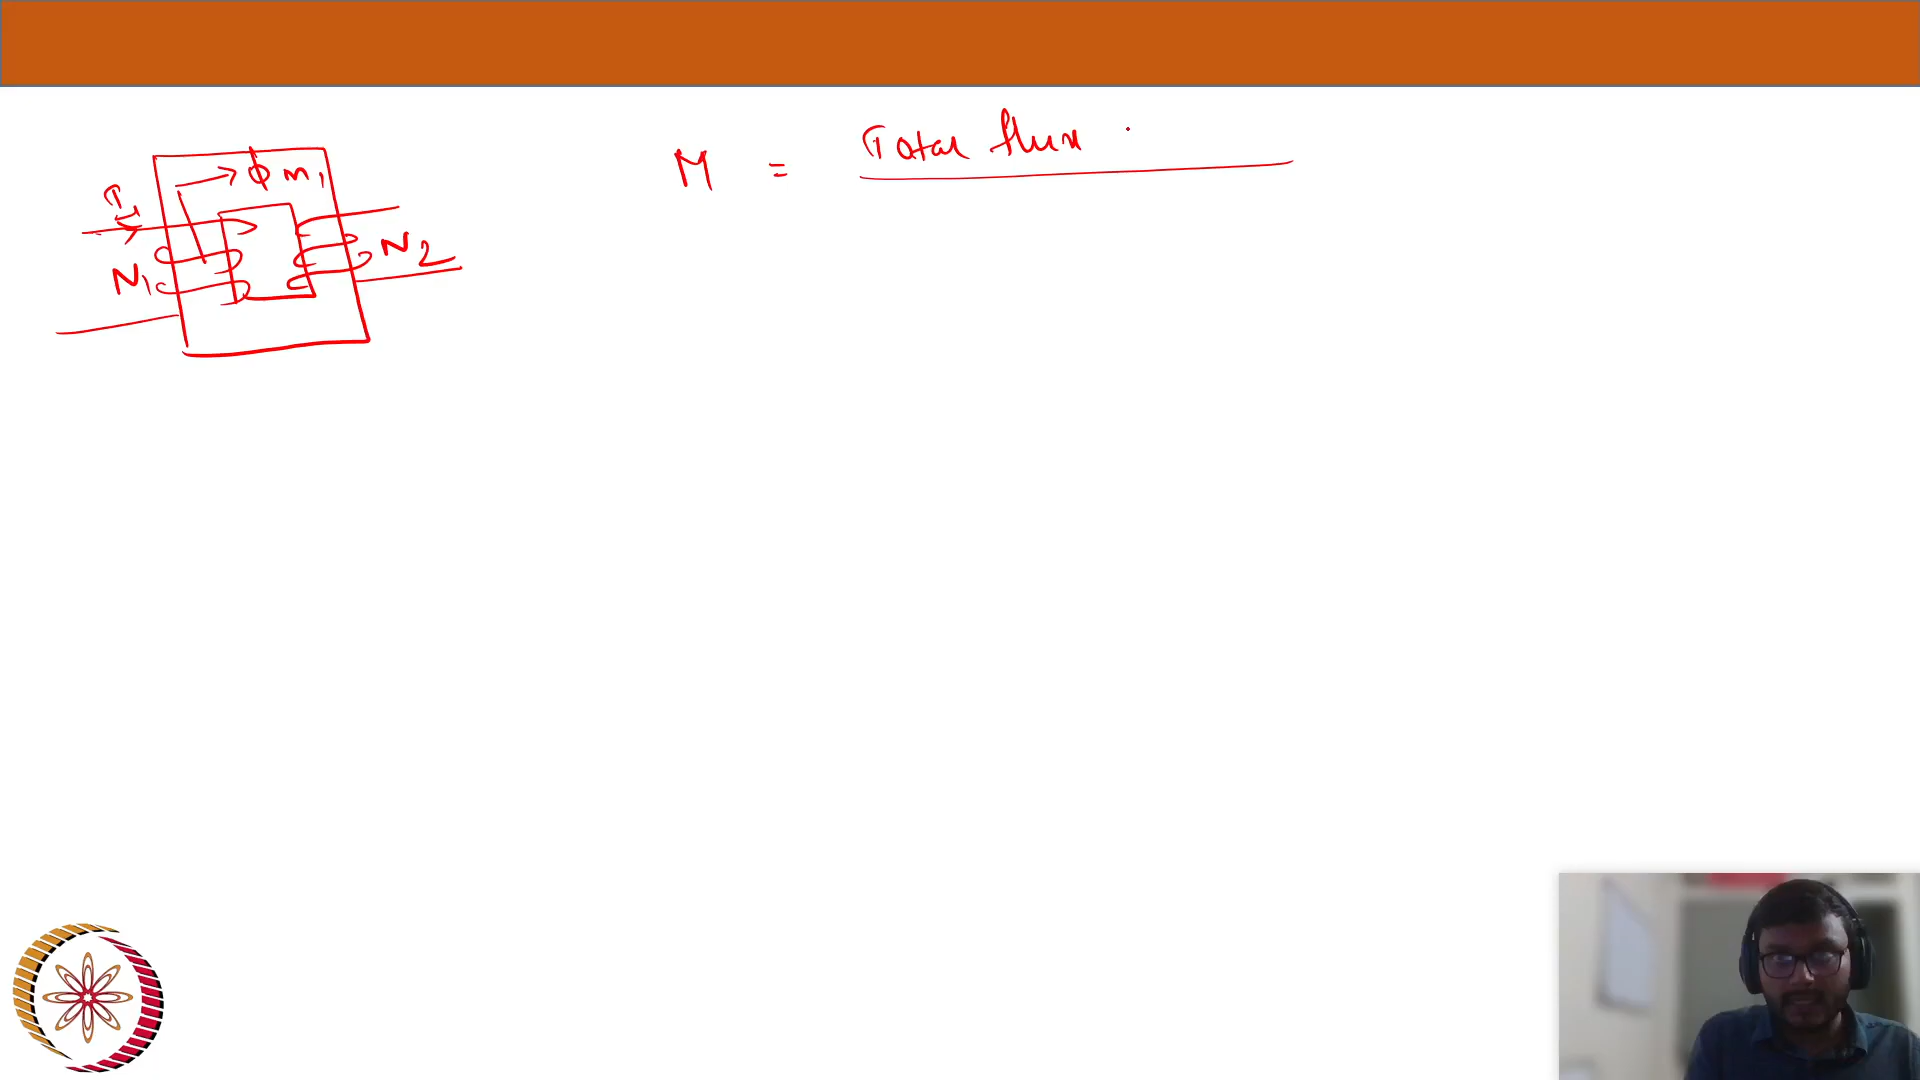 M = Total flux
ϕm1
I1
N1
N2